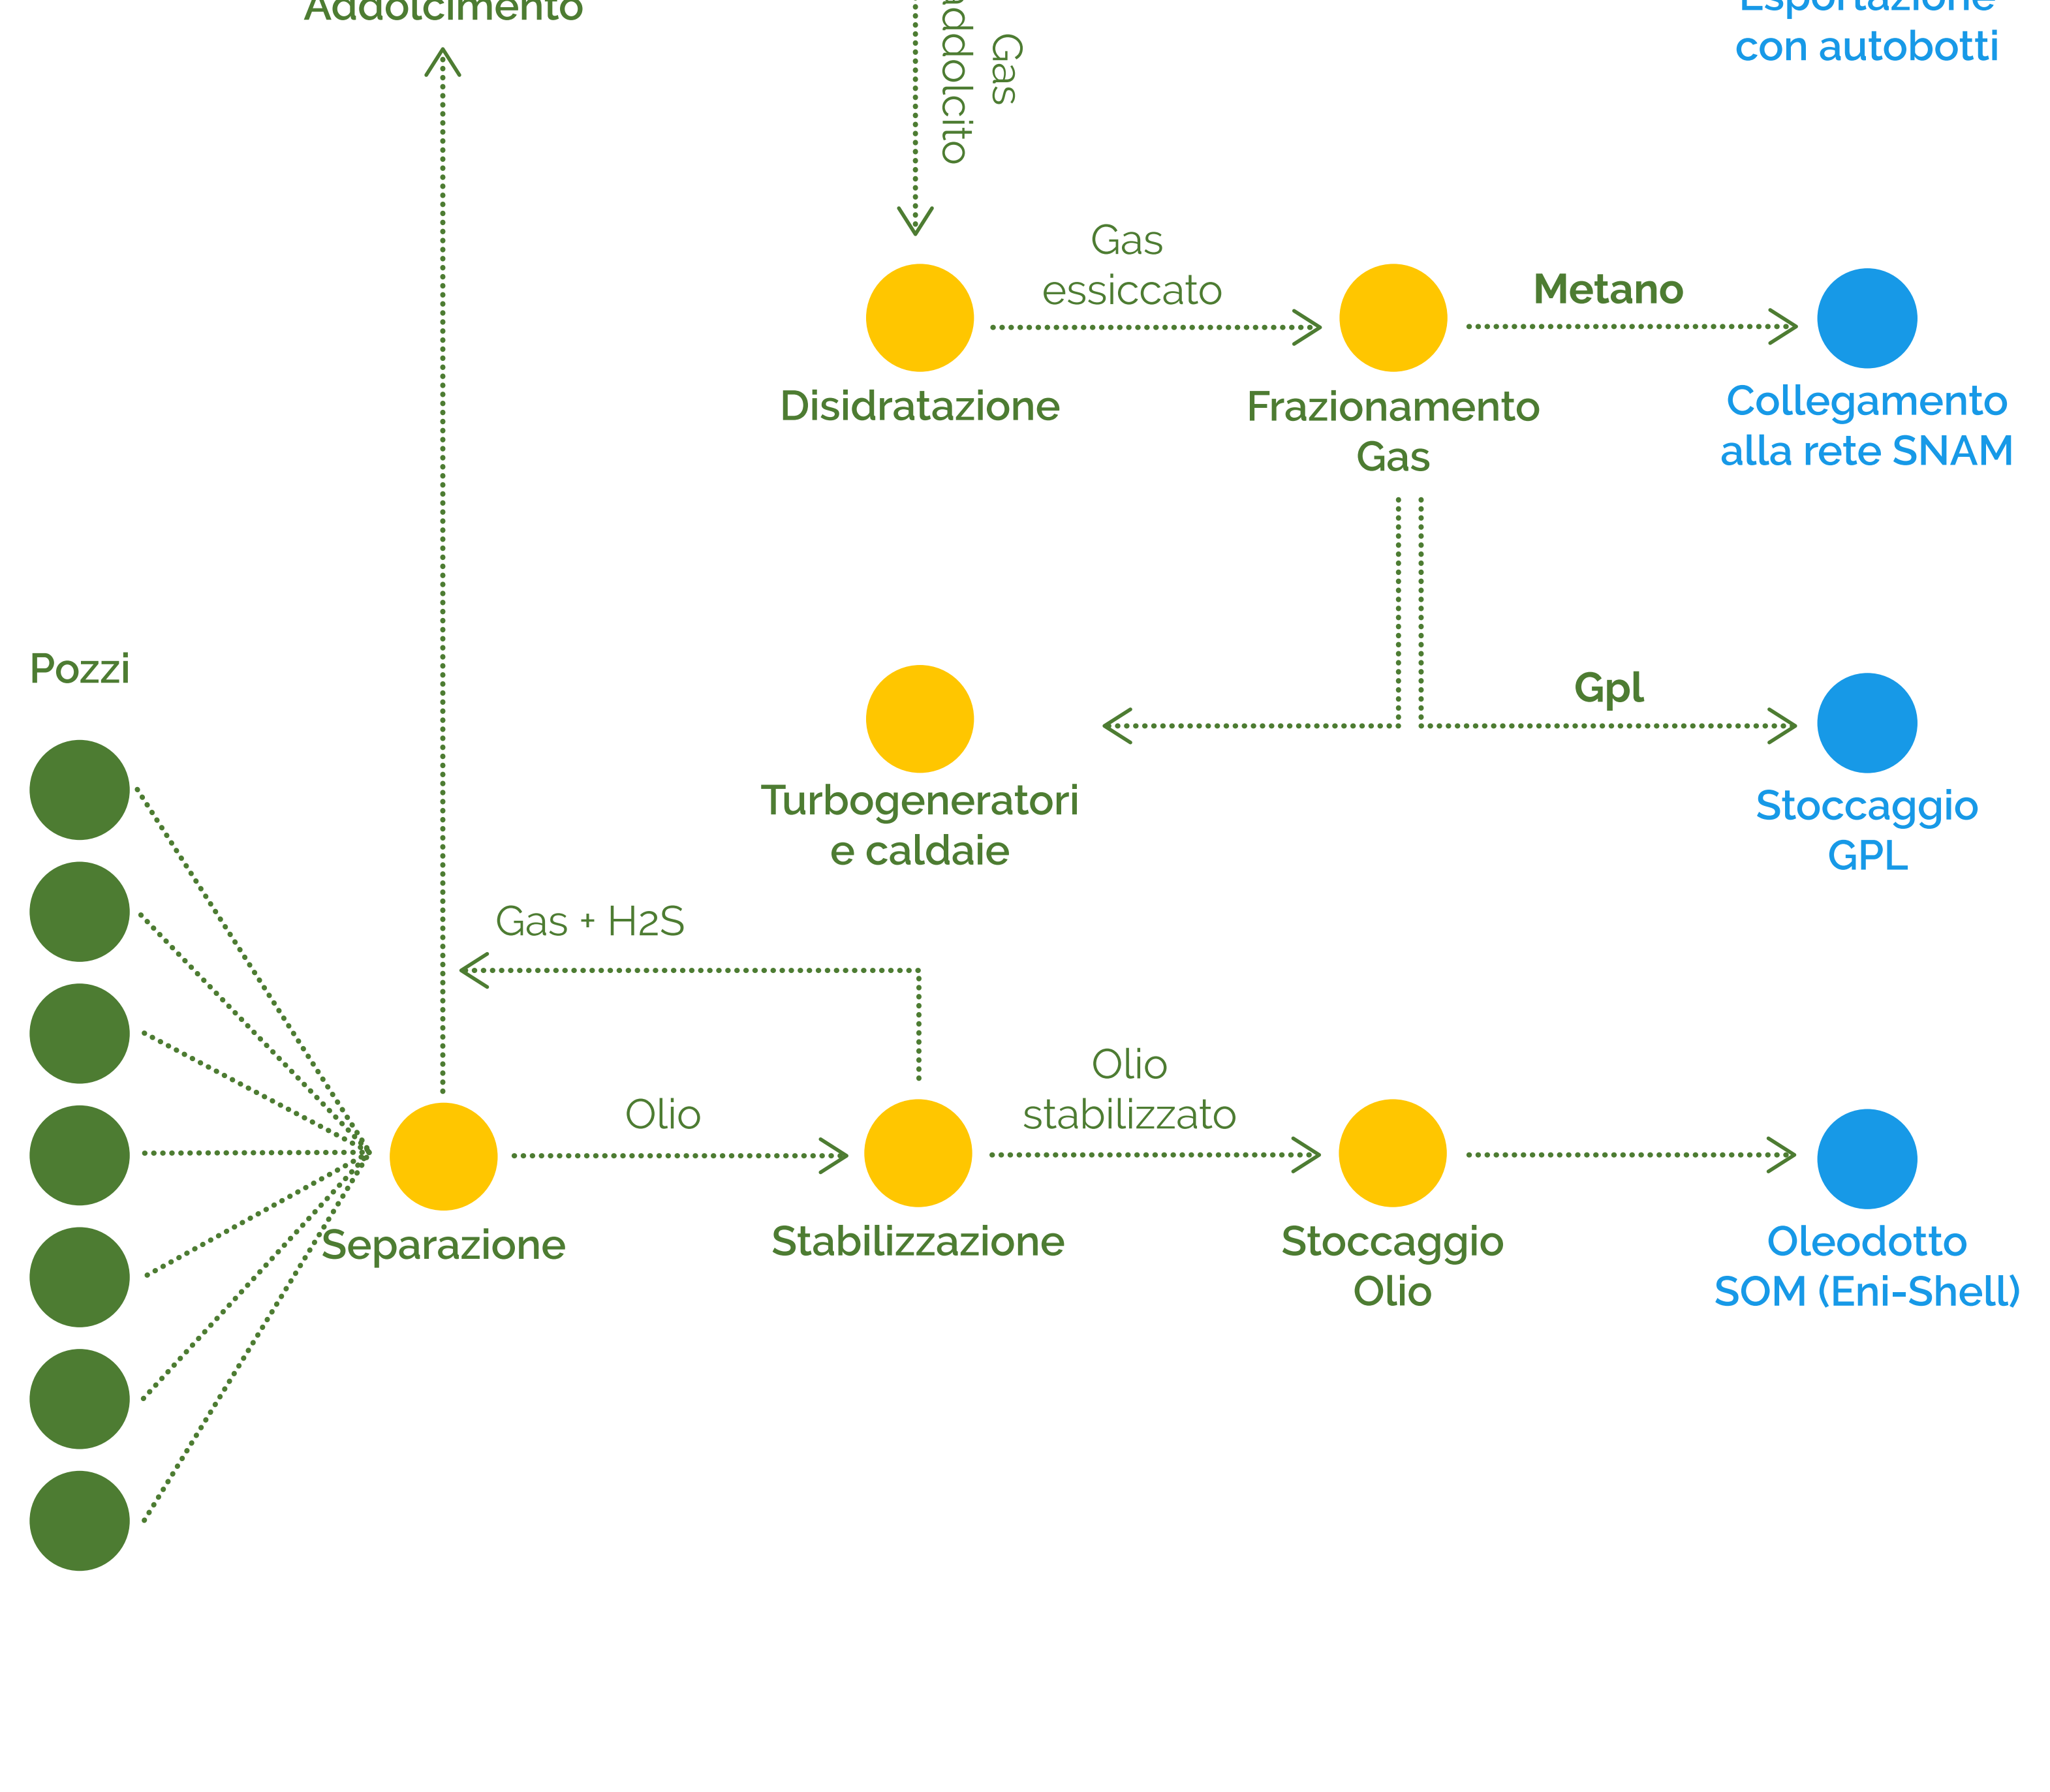 Addolcimento
Esportazione
con autobotti
Gas
addolcito
Gas
essiccato
Metano
Disidratazione
Frazionamento
Gas
Collegamento
alla rete SNAM
Pozzi
Gpl
Turbogeneratori
e caldaie
Stoccaggio
GPL
Gas + H2S
Olio
Olio
stabilizzato
Separazione
Stabilizzazione
Stoccaggio
Olio
Oleodotto
SOM (Eni-Shell)